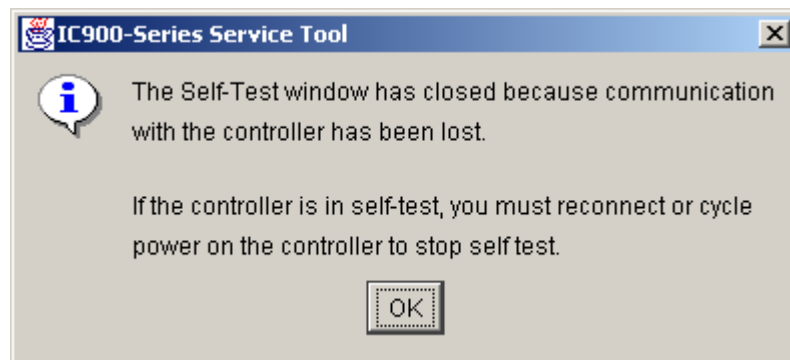 IC900-Series Service Tool
The Self-Test window has closed because communication
with the controller has been lost.
If the controller is in self-test, you must reconnect or cycle
power on the controller to stop self test.
OK